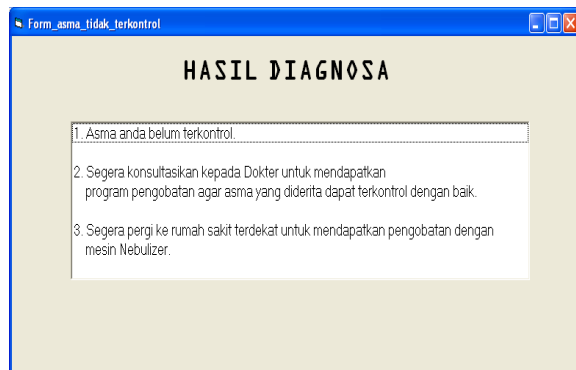 Form_asma_tidak_terkontrol
HASIL DIAGNOSA
1. Asma anda belum terkontrol.
2. Segera konsultasikan kepada Dokter untuk mendapatkan
program pengobatan agar asma yang diderita dapat terkontrol dengan baik.
3. Segera pergi ke rumah sakit terdekat untuk mendapatkan pengobatan dengan
mesin Nebulizer.